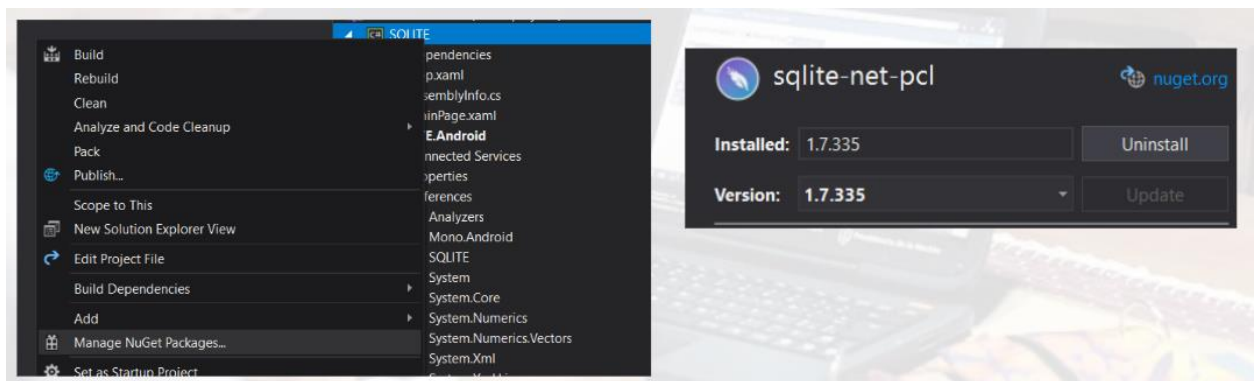 SQLITE
Build
Rebuild
Clean
Analyze and Code Cleanup
Pack
Publish...
Scope to This
New Solution Explorer View
Edit Project File
Build Dependencies
Add
Manage NuGet Packages...
Set as Startup Project
pendencies
p.xaml
semblyInfo.cs
inPage.xaml
E.Android
nnected Services
operties
ferences
Analyzers
Mono.Android
SQLITE
System
System.Core
System.Numerics
System.Numerics.Vectors
System.Xml
sqlite-net-pcl
nuget.org
Installed: 1.7.335
Uninstall
Version: 1.7.335
Update